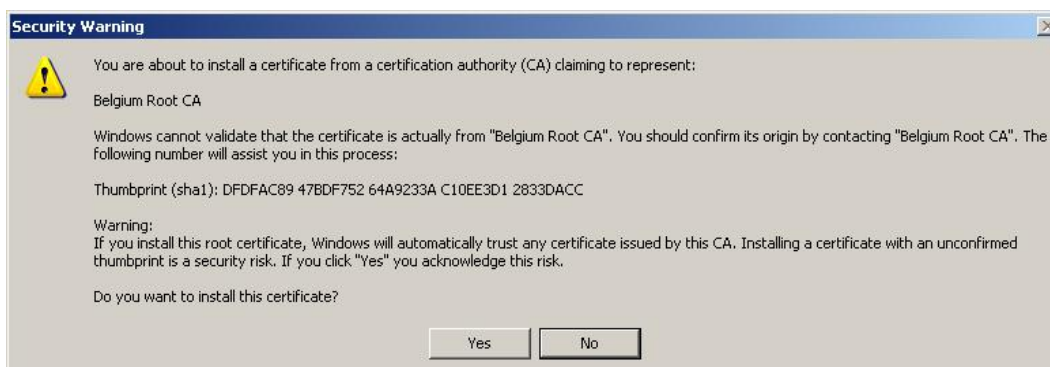 Security Warning
You are about to install a certificate from a certification authority (CA) claiming to represent:
Belgium Root CA
Windows cannot validate that the certificate is actually from "Belgium Root CA". You should confirm its origin by contacting "Belgium Root CA". The
following number will assist you in this process:
Thumbprint (sha1): DFDFAC89 47BDF752 64A9233A C10EE3D1 2833DACC
Warning:
If you install this root certificate, Windows will automatically trust any certificate issued by this CA. Installing a certificate with an unconfirmed
thumbprint is a security risk. If you click "Yes" you acknowledge this risk.
Do you want to install this certificate?
Yes No